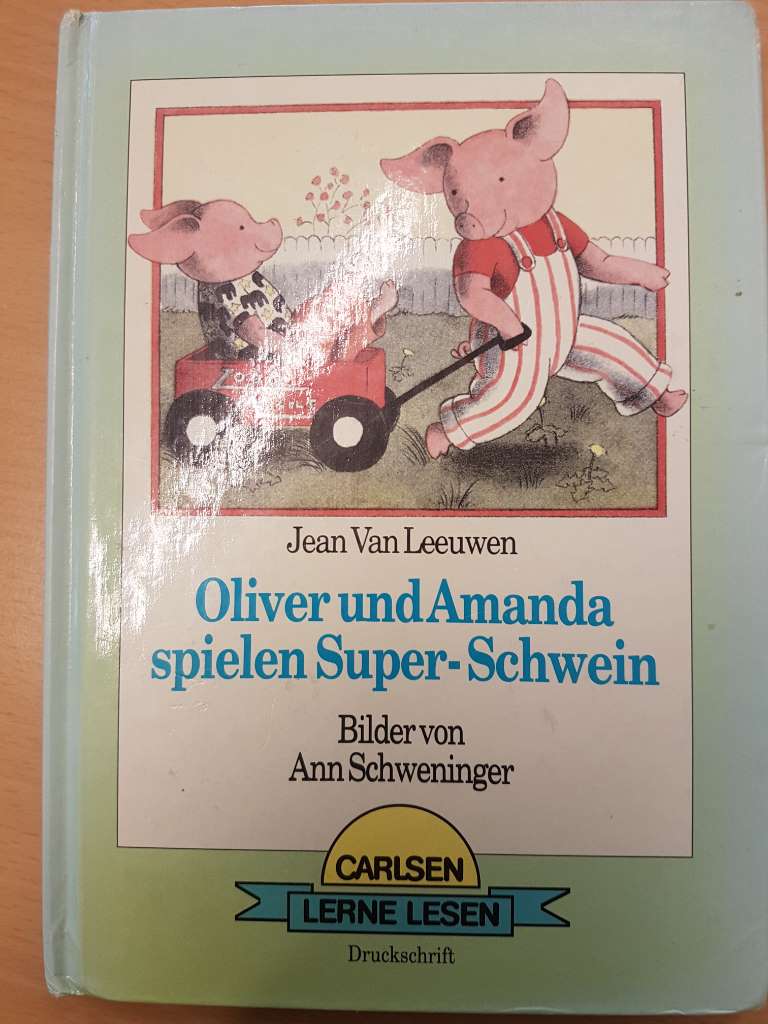 Jean Van Leeuwen
Oliver und Amanda
spielen Super-Schwein
Bilder von
Ann Schweninger
CARLSEN
LERNE LESEN
Druckschrift